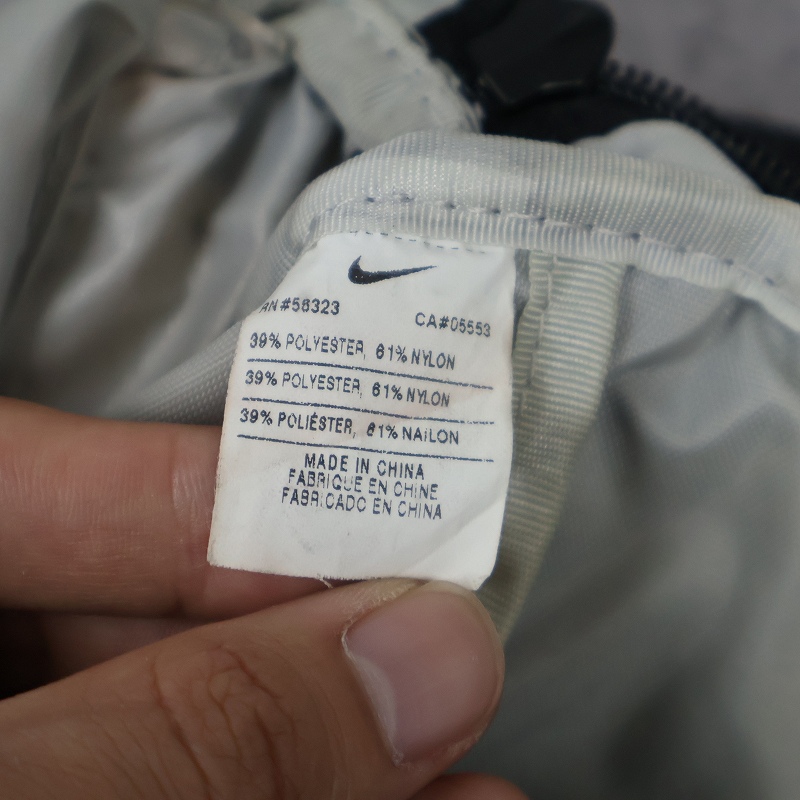 RN#56323 CA#05553
39% POLYESTER, 61% NYLON
39% POLYESTER, 61% NYLON
39% POLIÉSTER, 61% NAILON
MADE IN CHINA
FABRIQUE EN CHINE
FABRICADO EN CHINA